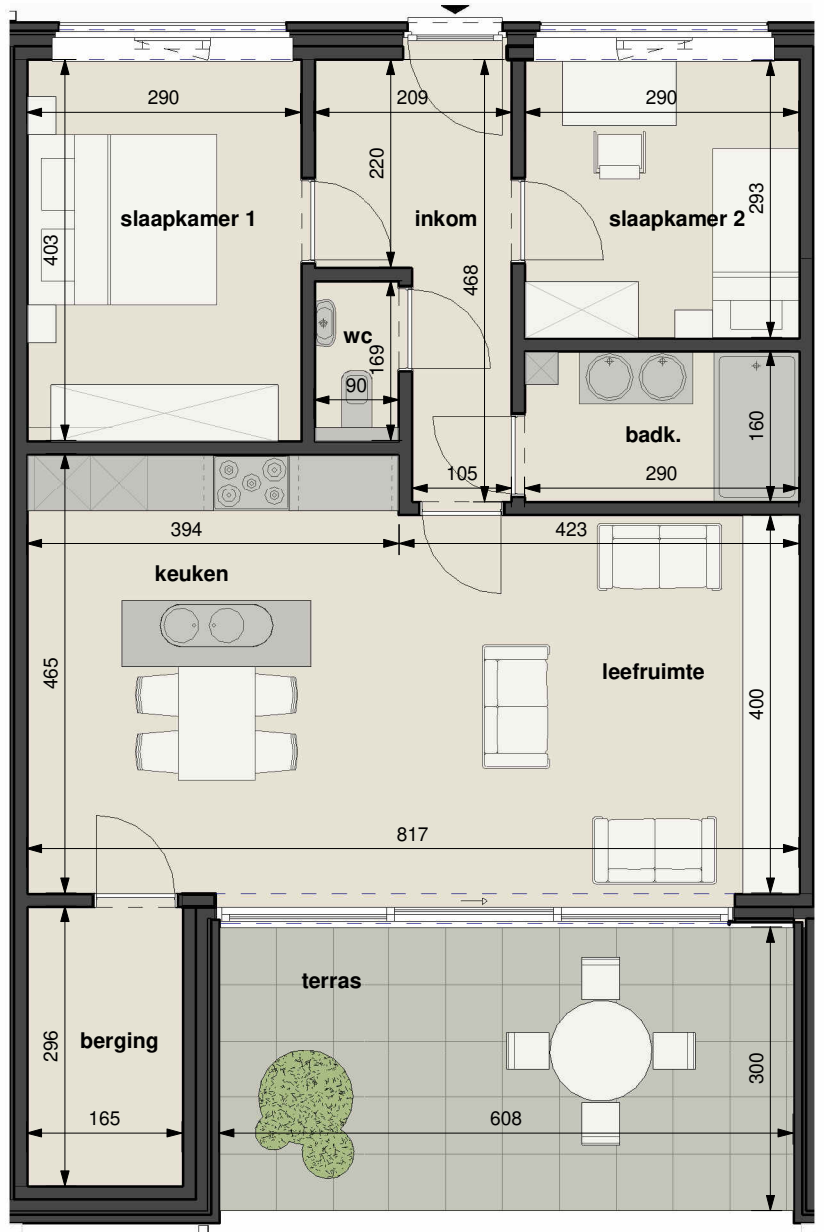 290
209
290
220
293
slaapkamer 1
inkom
slaapkamer 2
403
468
wc
169
90
badk.
160
105
290
394
423
keuken
465
leefruimte
400
817
terras
296
berging
300
165
608